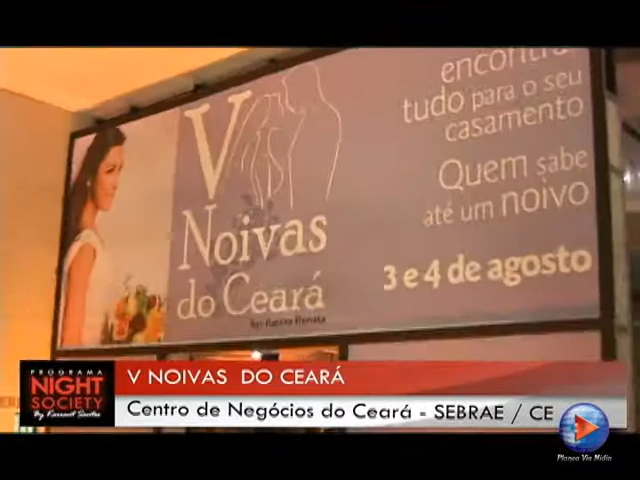 encontra
tudo para o seu
casamento
Quem sabe
até um noivo
3 e 4 de agosto
V
Noivas
do Ceará
PROGRAMA
NIGHT
SOCIETY
V NOIVAS DO CEARÁ
Centro de Negócios do Ceará - SEBRAE / CE
Planeta Via Mídia